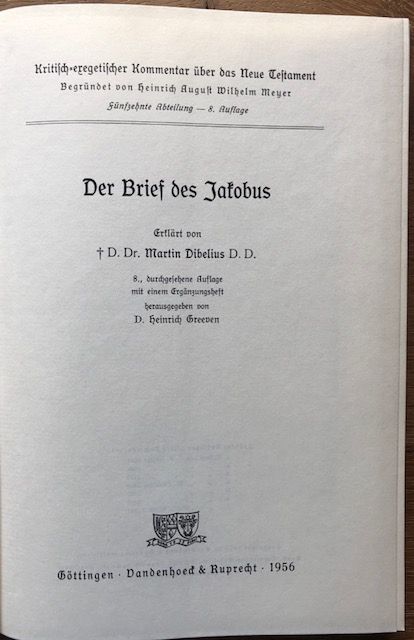 Kritisch-exegetischer Kommentar über das Neue Testament
Begründet von Heinrich August Wilhelm Meyer
Fünfzehnte Abteilung — 8. Auflage
Der Brief des Jakobus
Erklärt von
† D. Dr. Martin Dibelius D. D.
8., durchgesehene Auflage
mit einem Ergänzungsheft
herausgegeben von
D. Heinrich Greeven
Göttingen · Vandenhoeck & Ruprecht · 1956